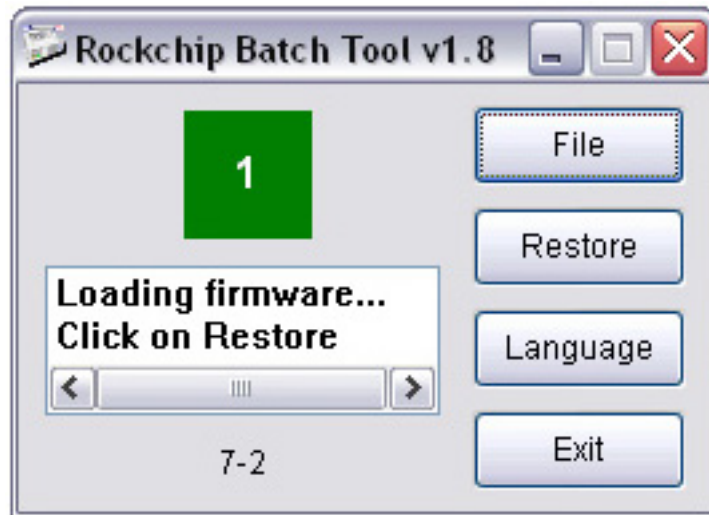 Rockchip Batch Tool v1.8
1
File
Restore
Loading firmware...
Click on Restore
Language
Exit
7-2